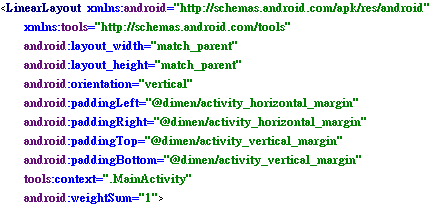 <LinearLayout xmlns:android="http://schemas.android.com/apk/res/android"
xmlns:tools="http://schemas.android.com/tools"
android:layout_width="match_parent"
android:layout_height="match_parent"
android:orientation="vertical"
android:paddingLeft="@dimen/activity_horizontal_margin"
android:paddingRight="@dimen/activity_horizontal_margin"
android:paddingTop="@dimen/activity_vertical_margin"
android:paddingBottom="@dimen/activity_vertical_margin"
tools:context=".MainActivity"
android:weightSum="1">